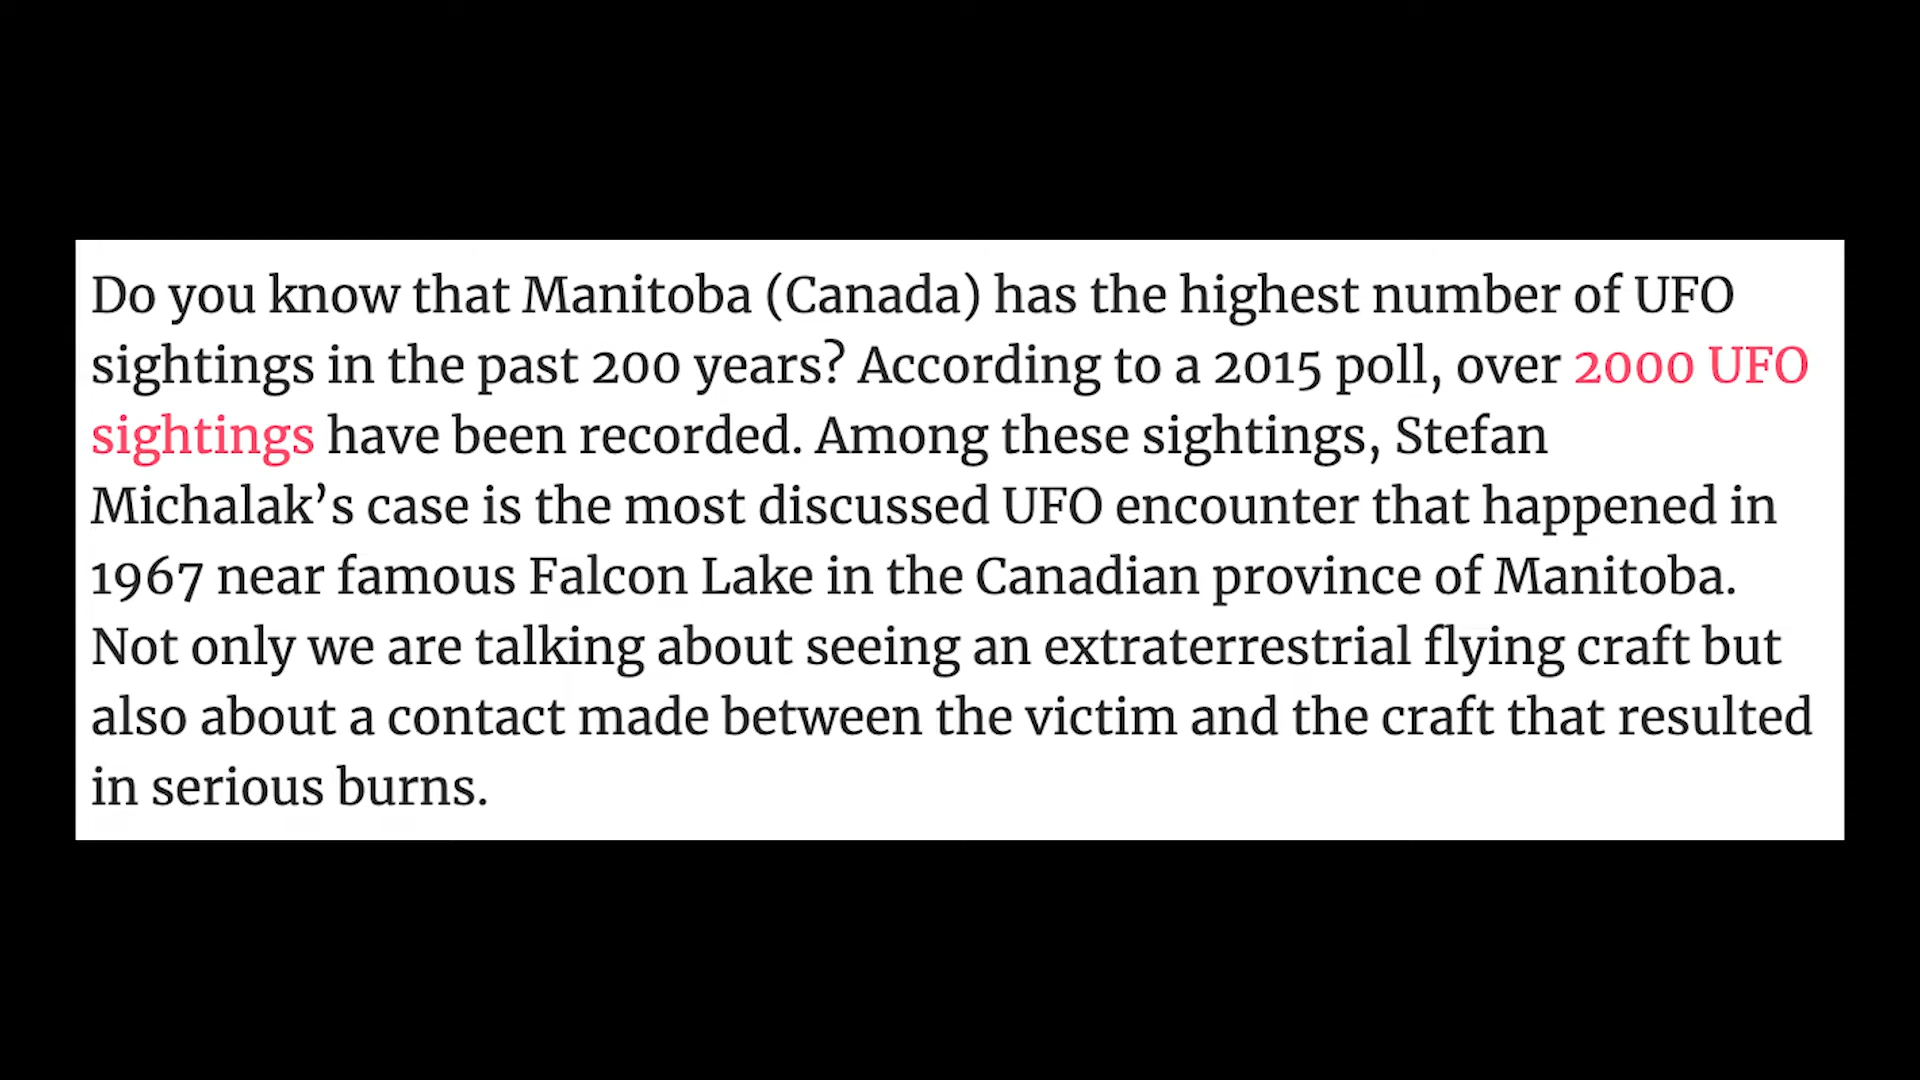 Do you know that Manitoba (Canada) has the highest number of UFO
sightings in the past 200 years? According to a 2015 poll, over 2000 UFO
sightings have been recorded. Among these sightings, Stefan
Michalak’s case is the most discussed UFO encounter that happened in
1967 near famous Falcon Lake in the Canadian province of Manitoba.
Not only we are talking about seeing an extraterrestrial flying craft but
also about a contact made between the victim and the craft that resulted
in serious burns.